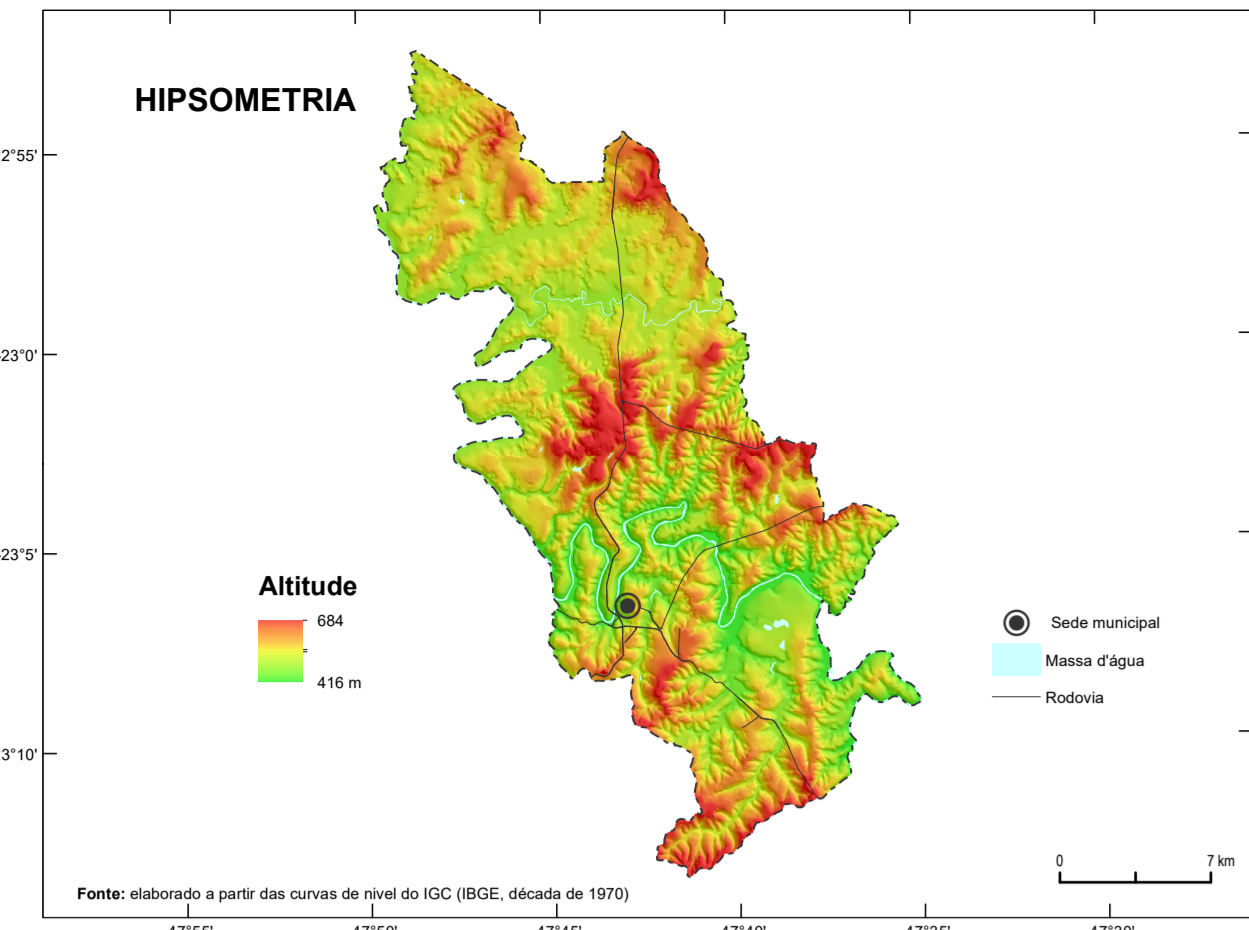 HIPSOMETRIA
2°55'
23°0'
23°5'
3°10'
Altitude
684
416 m
Sede municipal
Massa d'água
Rodovia
0 7 km
Fonte: elaborado a partir das curvas de nivel do IGC (IBGE, década de 1970)